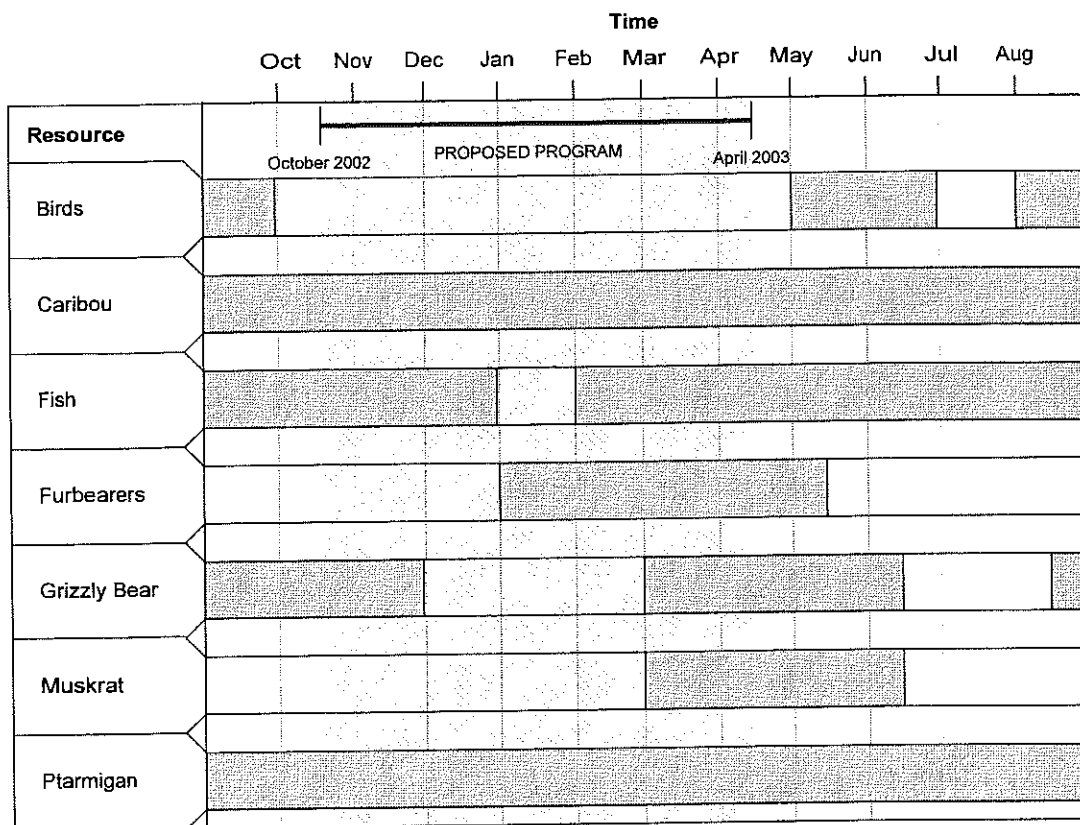 Time
Oct Nov Dec Jan Feb Mar Apr May Jun Jul Aug
Resource
October 2002 PROPOSED PROGRAM April 2003
Birds
Caribou
Fish
Furbearers
Grizzly Bear
Muskrat
Ptarmigan